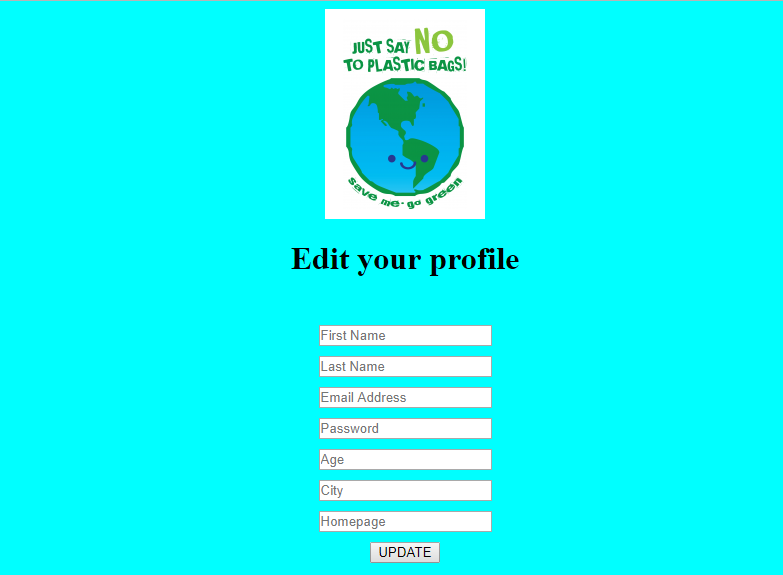 JUST SAY NO
TO PLASTIC BAGS!
save me - go green
Edit your profile
First Name
Last Name
Email Address
Password
Age
City
Homepage
UPDATE